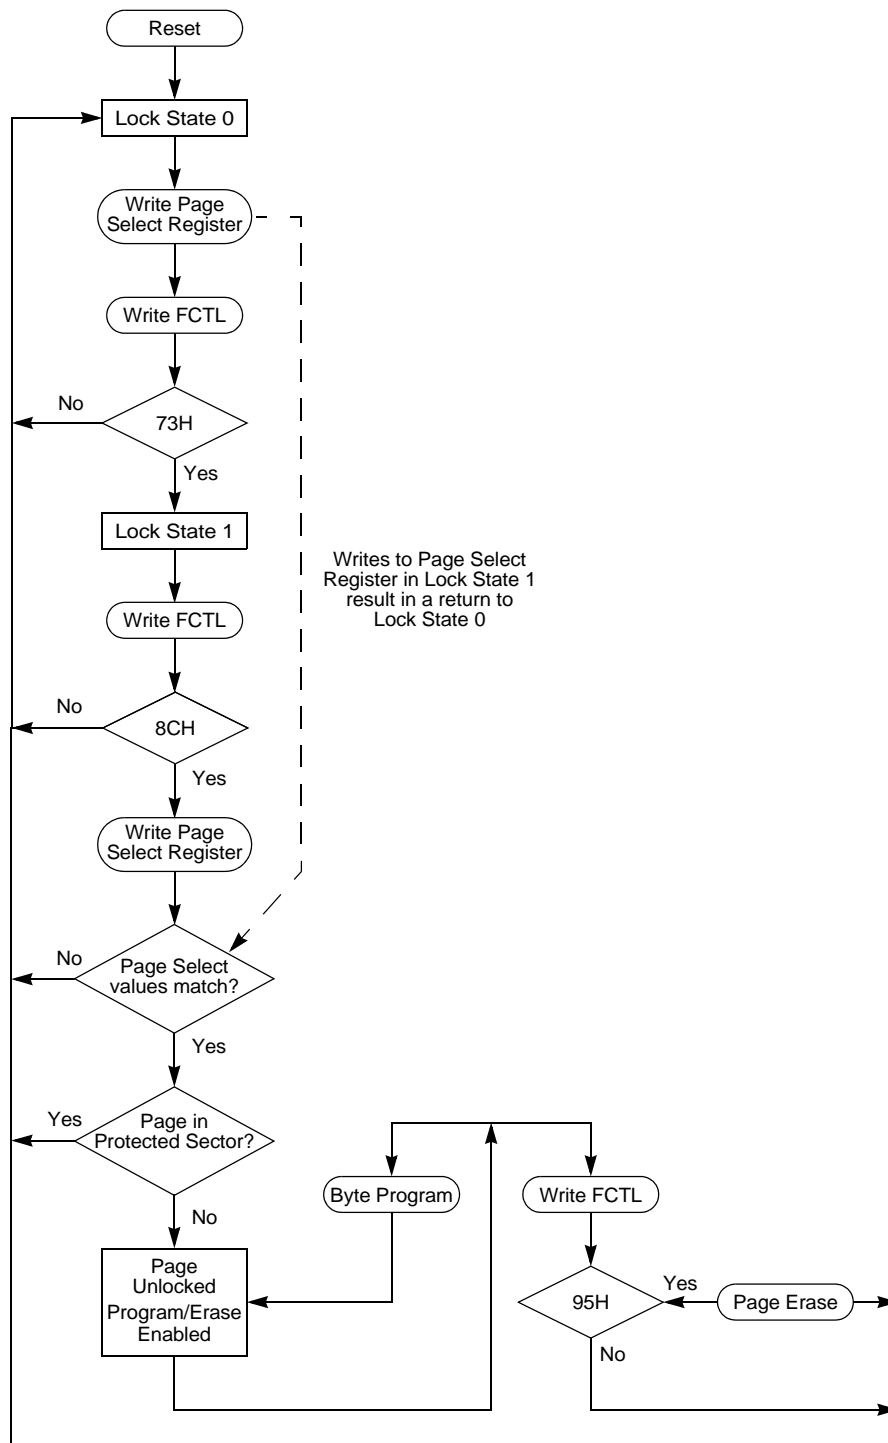 Reset
Lock State 0
Write Page
Select Register
Write FCTL
No
73H
Yes
Lock State 1
Writes to Page Select
Register in Lock State 1
result in a return to
Lock State 0
Write FCTL
No
8CH
Yes
Write Page
Select Register
No
Page Select
values match?
Yes
Yes
Page in
Protected Sector?
No
Byte Program
Write FCTL
Page
Unlocked
Program/Erase
Enabled
95H
Yes
Page Erase
No